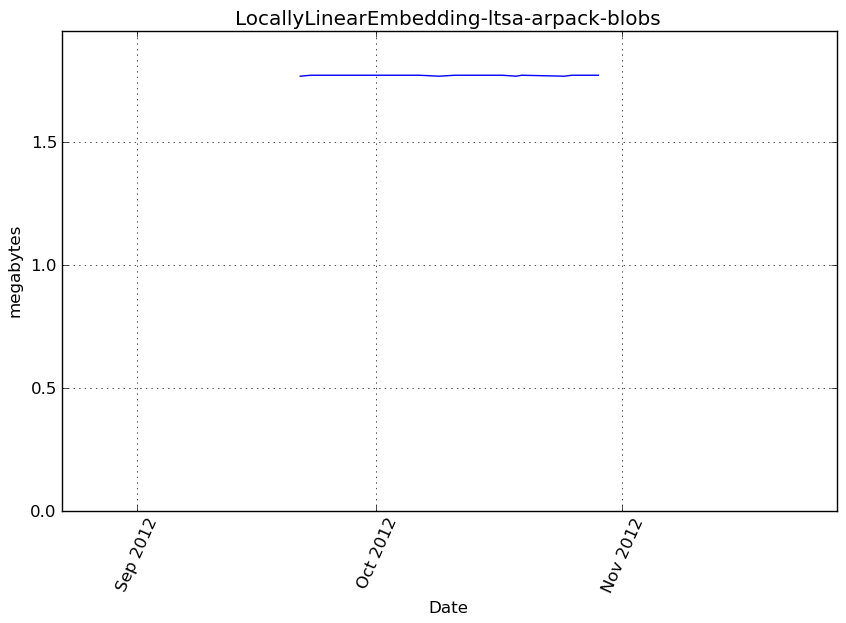 LocallyLinearEmbedding-ltsa-arpack-blobs
megabytes
1.5
1.0
0.5
0.0
Sep 2012
Oct 2012
Nov 2012
Date